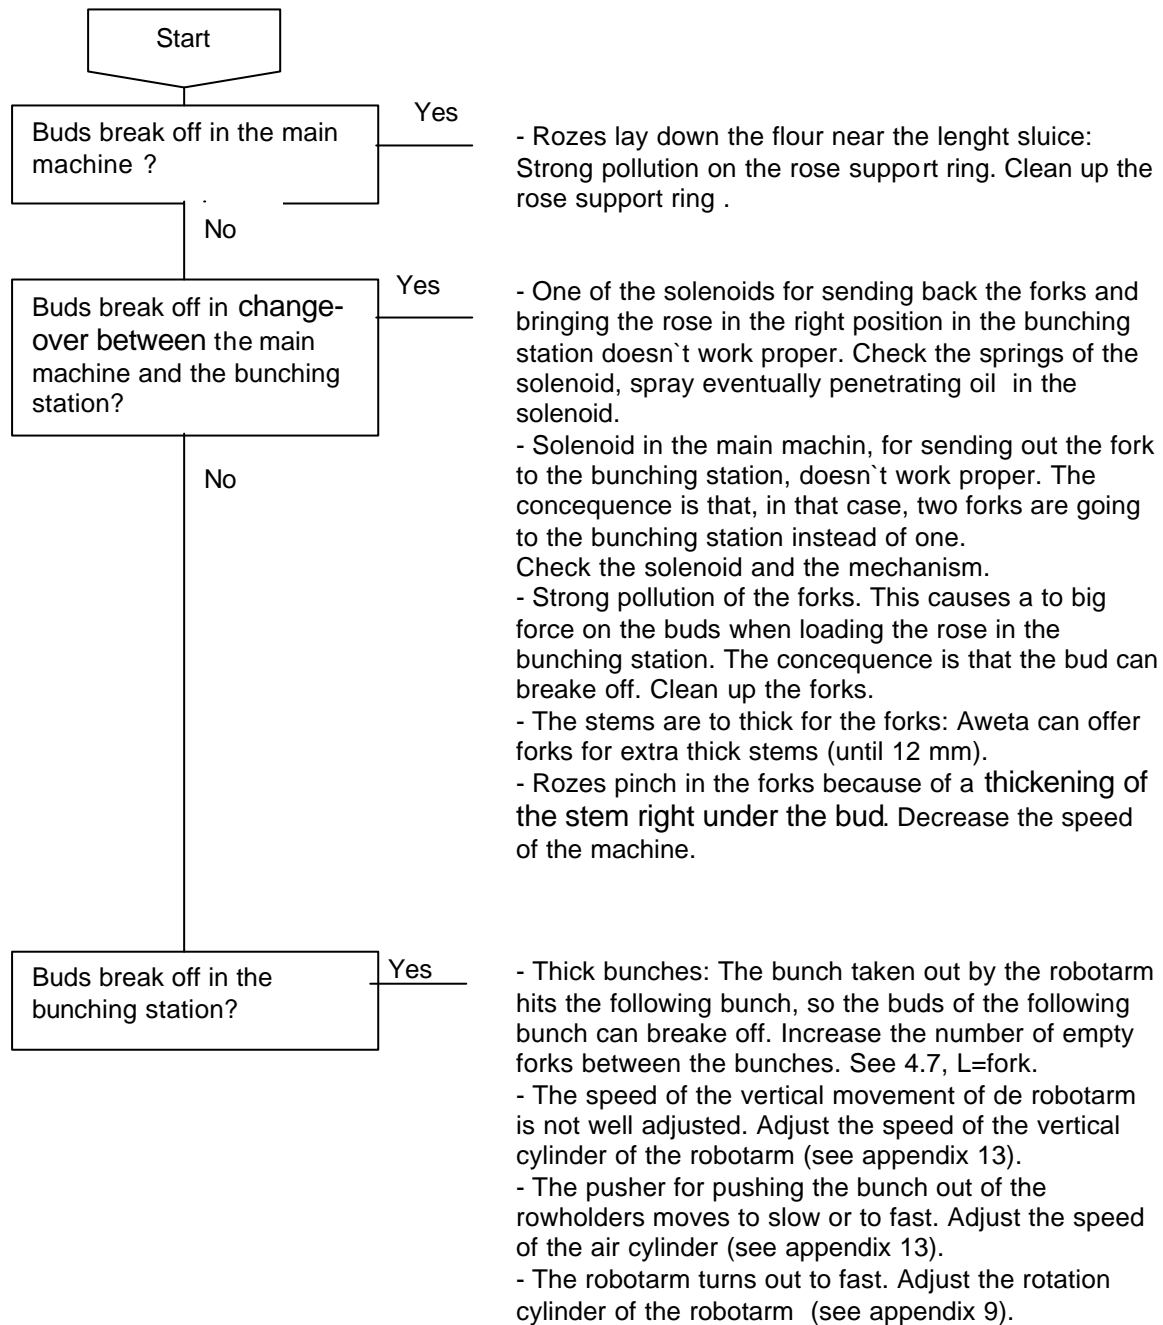 Start
Buds break off in the main
machine ?
Yes
- Rozes lay down the flour near the lenght sluice:
Strong pollution on the rose support ring. Clean up the
rose support ring .
No
Buds break off in change-
over between the main
machine and the bunching
station?
Yes
- One of the solenoids for sending back the forks and
bringing the rose in the right position in the bunching
station doesn`t work proper. Check the springs of the
solenoid, spray eventually penetrating oil in the
solenoid.
- Solenoid in the main machin, for sending out the fork
to the bunching station, doesn`t work proper. The
concequence is that, in that case, two forks are going
to the bunching station instead of one.
Check the solenoid and the mechanism.
- Strong pollution of the forks. This causes a to big
force on the buds when loading the rose in the
bunching station. The concequence is that the bud can
breake off. Clean up the forks.
- The stems are to thick for the forks: Aweta can offer
forks for extra thick stems (until 12 mm).
- Rozes pinch in the forks because of a thickening of
the stem right under the bud. Decrease the speed
of the machine.
No
Buds break off in the
bunching station?
Yes
- Thick bunches: The bunch taken out by the robotarm
hits the following bunch, so the buds of the following
bunch can breake off. Increase the number of empty
forks between the bunches. See 4.7, L=fork.
- The speed of the vertical movement of de robotarm
is not well adjusted. Adjust the speed of the vertical
cylinder of the robotarm (see appendix 13).
- The pusher for pushing the bunch out of the
rowholders moves to slow or to fast. Adjust the speed
of the air cylinder (see appendix 13).
- The robotarm turns out to fast. Adjust the rotation
cylinder of the robotarm (see appendix 9).